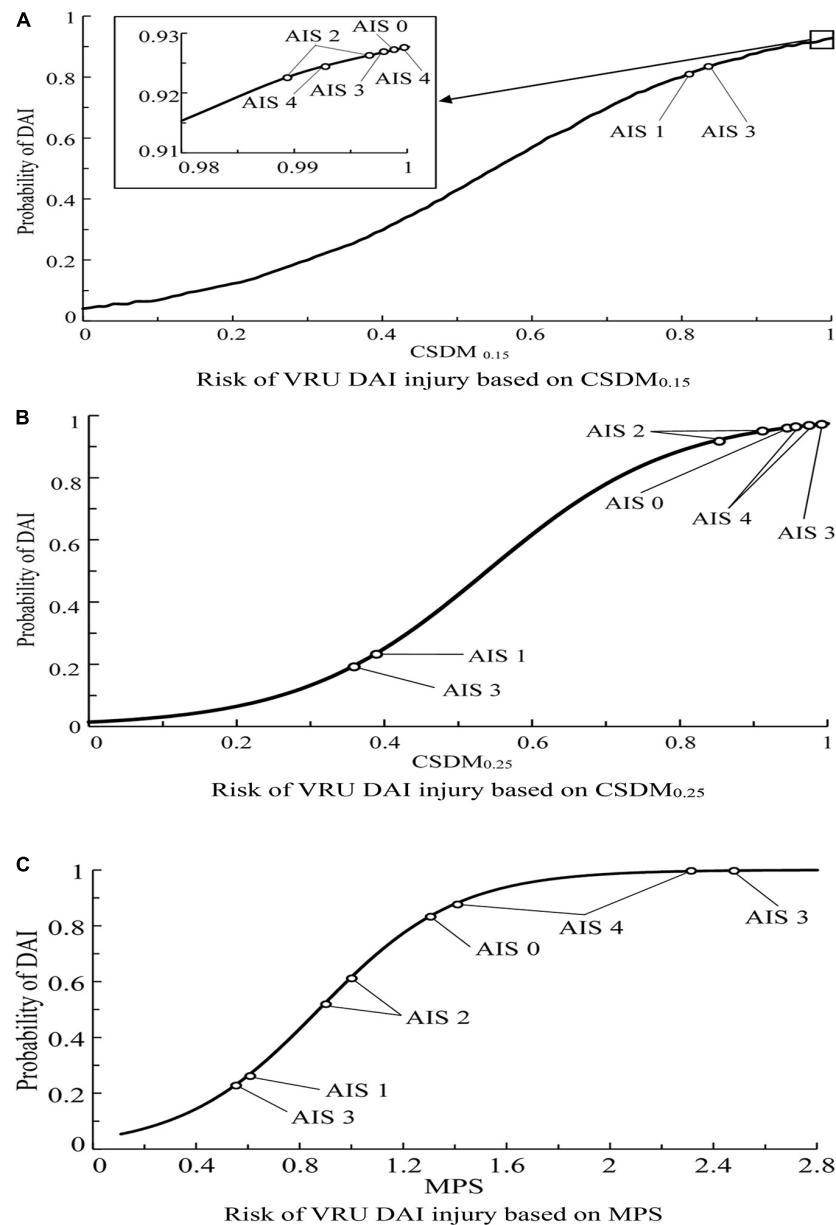 A
1
0.8
0.6
0.4
0.2
0
Probability of DAI
0.93
0.92
0.91
0.98
0.99
1
AIS 0
AIS 2
AIS 4
AIS 3
AIS 4
AIS 1
AIS 3
0 0.2 0.4 0.6 0.8 1
CSDM 0.15
Risk of VRU DAI injury based on CSDM0.15
B
1
0.8
0.6
0.4
0.2
0
Probability of DAI
AIS 2
AIS 0
AIS 4
AIS 3
AIS 1
AIS 3
0 0.2 0.4 0.6 0.8 1
CSDM0.25
Risk of VRU DAI injury based on CSDM0.25
C
1
0.8
0.6
0.4
0.2
0
Probability of DAI
AIS 3
AIS 4
AIS 0
AIS 2
AIS 1
AIS 3
0 0.4 0.8 1.2 1.6 2 2.4 2.8
MPS
Risk of VRU DAI injury based on MPS